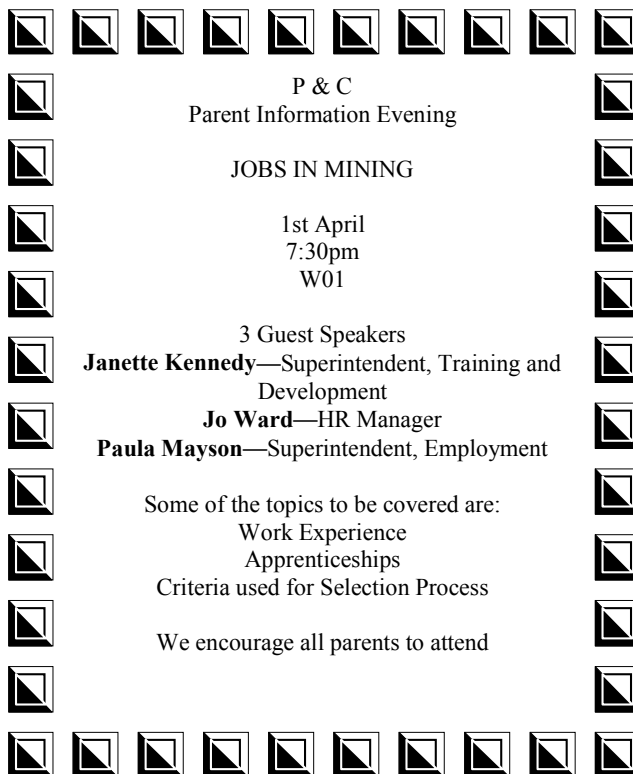 P & C
Parent Information Evening
JOBS IN MINING
1st April
7:30pm
W01
3 Guest Speakers
Janette Kennedy—Superintendent, Training and
Development
Jo Ward—HR Manager
Paula Mayson—Superintendent, Employment
Some of the topics to be covered are:
Work Experience
Apprenticeships
Criteria used for Selection Process
We encourage all parents to attend